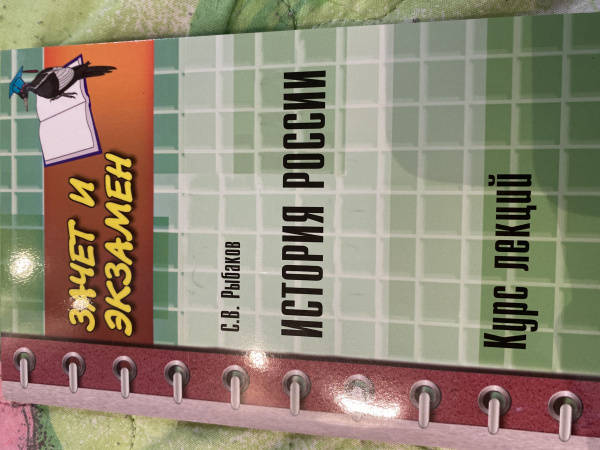 ЗАЧЕТ И
ЭКЗАМЕН
С.В. Рыбаков
ИСТОРИЯ РОССИИ
Курс лекций